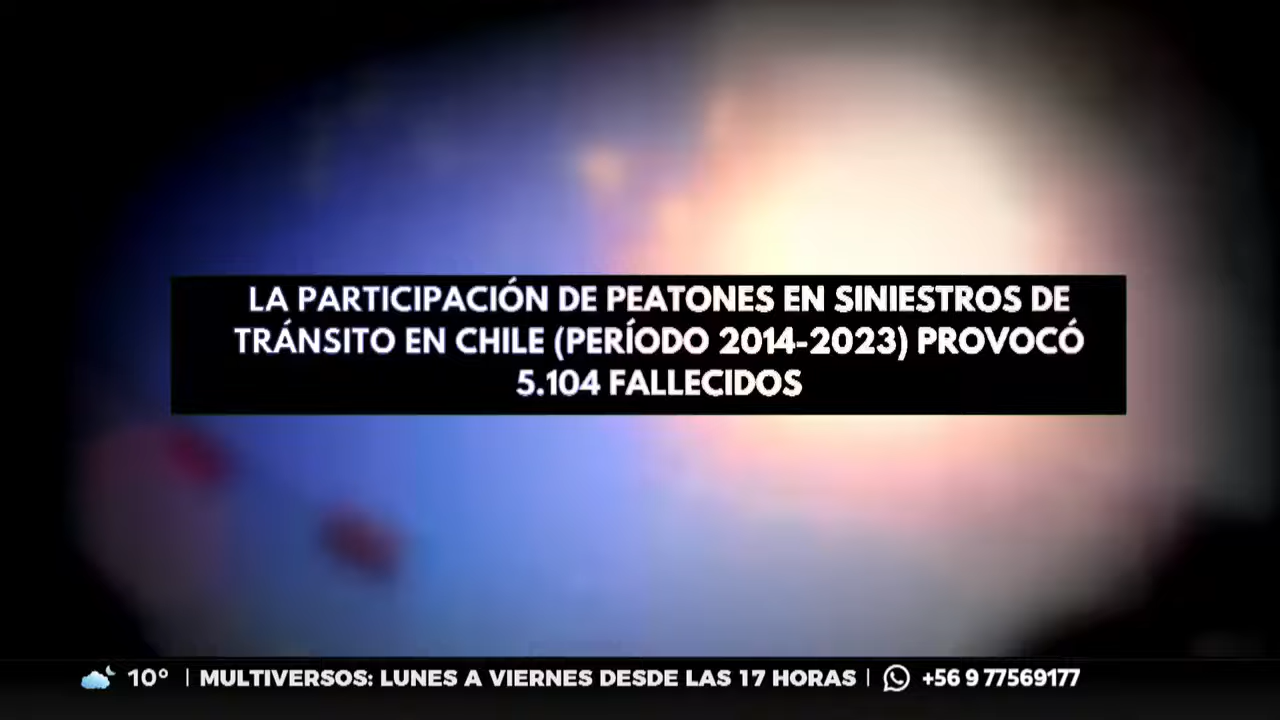 LA PARTICIPACIÓN DE PEATONES EN SINIESTROS DE
TRÁNSITO EN CHILE (PERÍODO 2014-2023) PROVOCÓ
5.104 FALLECIDOS
10° | MULTIVERSOS: LUNES A VIERNES DESDE LAS 17 HORAS | +56 9 77569177